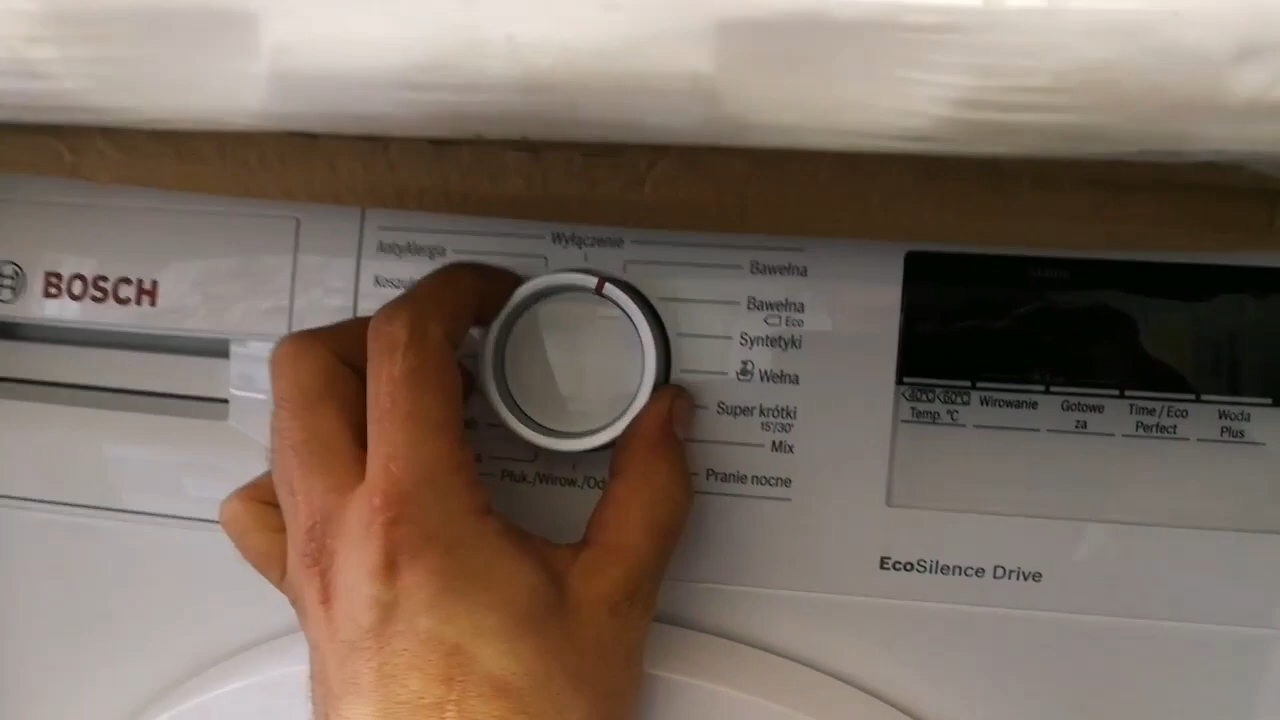 BOSCH
Wyłączenie
AntyAlergia
Bawełna
Bawełna
Eco
Syntetyki
Wełna
Super krótki
15'/30'
Mix
Pranie nocne
Płuk./Wirow./Od
40°C 60°C
Temp. °C
Wirowanie
Gotowe
za
Time / Eco
Perfect
Woda
Plus
EcoSilence Drive